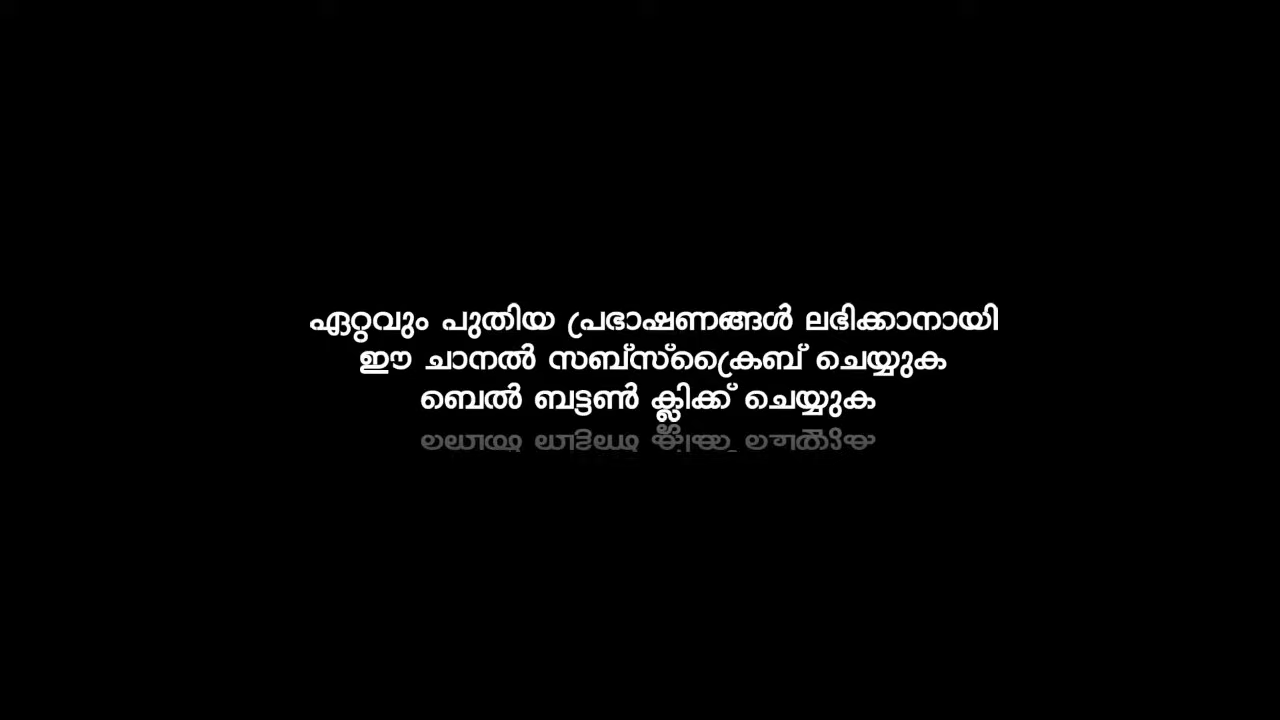 ഏറ്റവും പുതിയ പ്രഭാഷണങ്ങൾ ലഭിക്കാനായി
ഈ ചാനൽ സബ്സ്ക്രൈബ് ചെയ്യുക
ബെൽ ബട്ടൺ ക്ലിക്ക് ചെയ്യുക